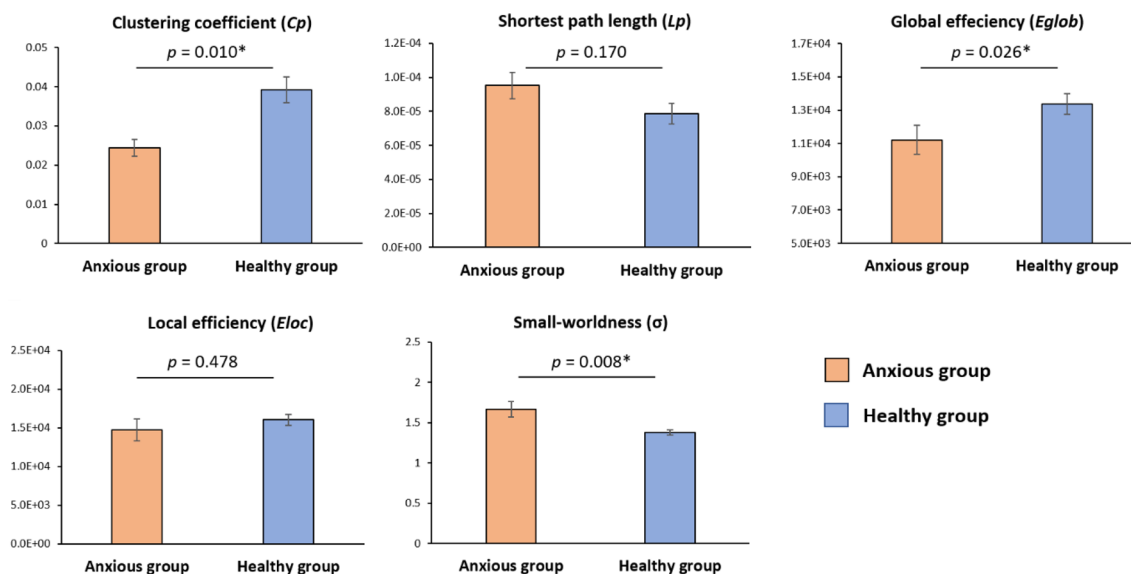 Clustering coefficient (Cp)
p = 0.010*
0.05
0.04
0.03
0.02
0.01
0
Anxious group Healthy group
Shortest path length (Lp)
p = 0.170
1.2E-04
1.0E-04
8.0E-05
6.0E-05
4.0E-05
2.0E-05
0.0E+00
Anxious group Healthy group
Global effeciency (Eglob)
p = 0.026*
1.7E+04
1.5E+04
1.3E+04
1.1E+04
9.0E+03
7.0E+03
5.0E+03
Anxious group Healthy group
Local efficiency (Eloc)
p = 0.478
2.5E+04
2.0E+04
1.5E+04
1.0E+04
5.0E+03
0.0E+00
Anxious group Healthy group
Small-worldness (σ)
p = 0.008*
2.5
2
1.5
1
0.5
0
Anxious group Healthy group
Anxious group
Healthy group